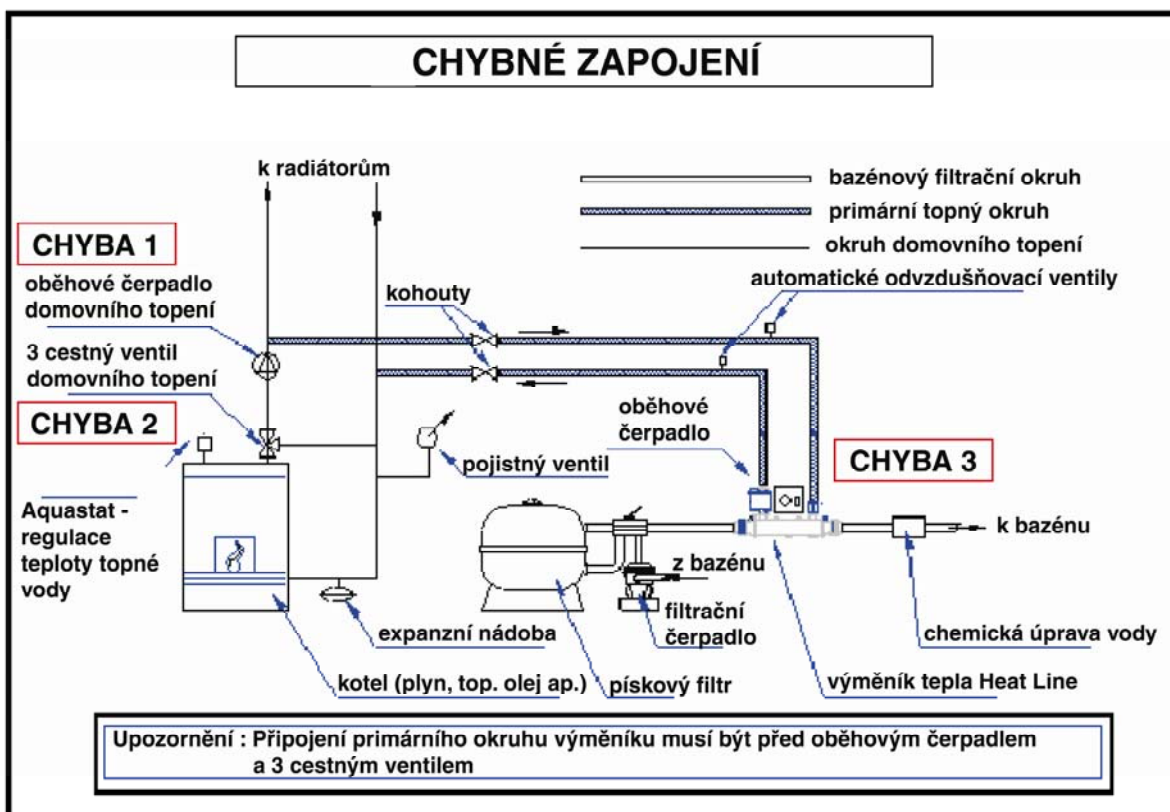 CHYBNÉ ZAPOJENÍ
k radiátorům
bazénový filtrační okruh
primární topný okruh
okruh domovního topení
CHYBA 1
automatické odvzdušňovací ventily
oběhové čerpadlo
domovního topení
kohouty
3 cestný ventil
domovního topení
CHYBA 2
oběhové
čerpadlo
CHYBA 3
pojistný ventil
Aquastat -
regulace
teploty topné
vody
k bazénu
z bazénu
filtrační
čerpadlo
expanzní nádoba
chemická úprava vody
kotel (plyn, top. olej ap.)
pískový filtr
výměník tepla Heat Line
Upozornění : Připojení primárního okruhu výměníku musí být před oběhovým čerpadlem
a 3 cestným ventilem